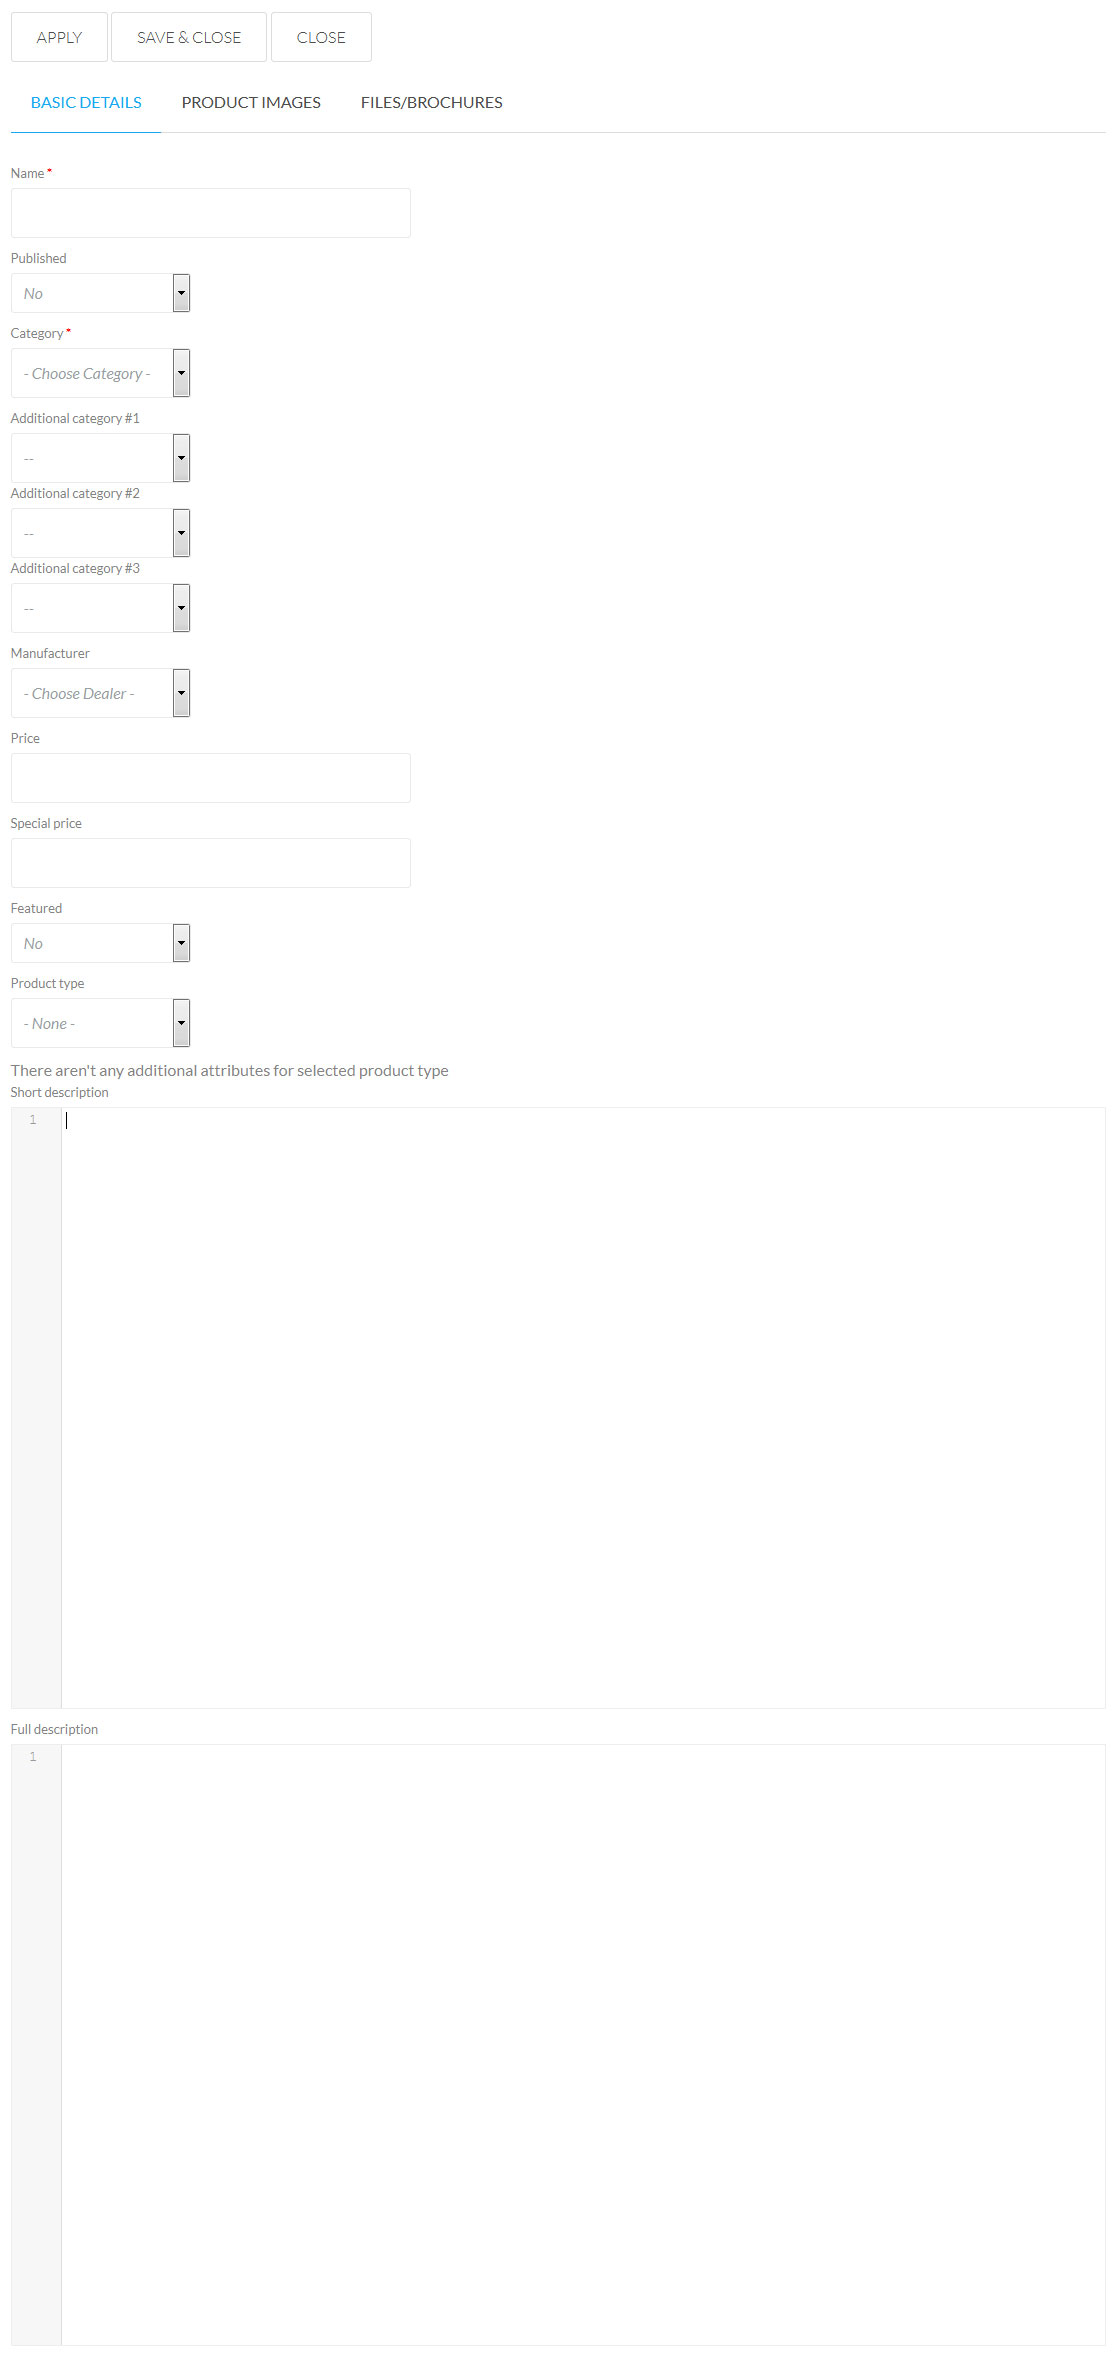 APPLY SAVE & CLOSE CLOSE
BASIC DETAILS PRODUCT IMAGES FILES/BROCHURES
Name *
Published
No
Category *
- Choose Category -
Additional category #1
--
Additional category #2
--
Additional category #3
--
Manufacturer
- Choose Dealer -
Price
Special price
Featured
No
Product type
- None -
There aren't any additional attributes for selected product type
Short description
1
Full description
1